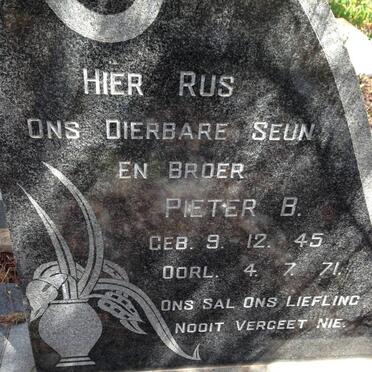 HIER RUS
ONS DIERBARE SEUN
EN BROER
PIETER B.
GEB. 9. 12. 45
OORL. 4. 7. 71.
ONS SAL ONS LIEFLING
NOOIT VERGEET NIE.